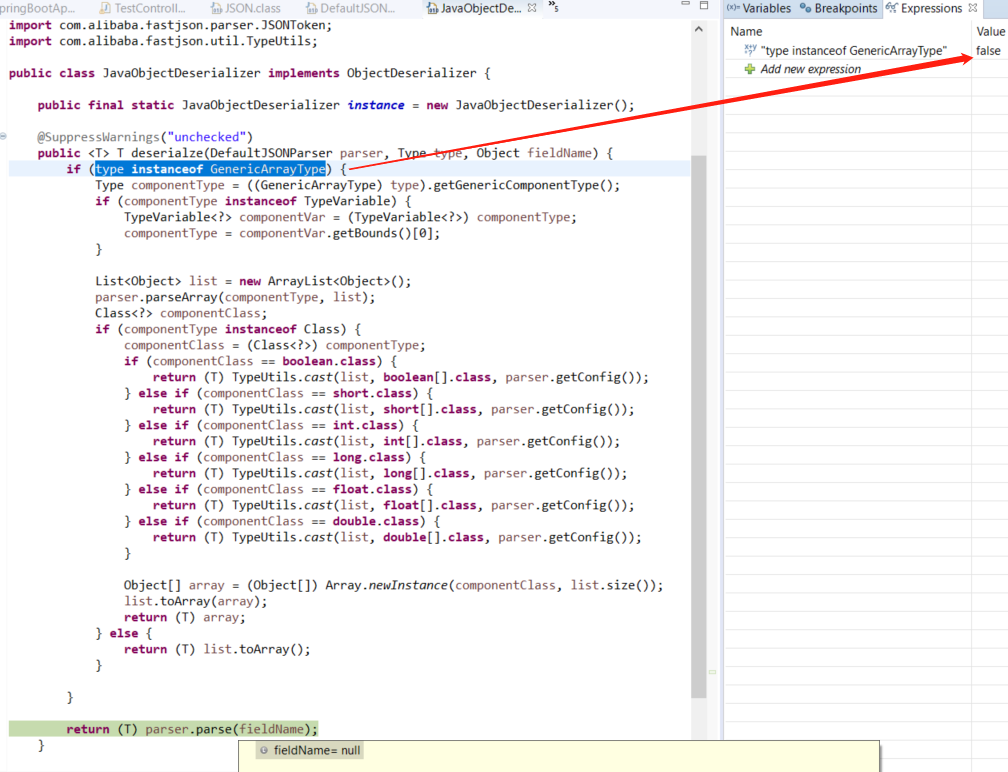 pringBootAp...  TestControll...  JSON.class  DefaultJSON...  JavaObjectDe...  »5
import com.alibaba.fastjson.parser.JSONToken;
import com.alibaba.fastjson.util.TypeUtils;
public class JavaObjectDeserializer implements ObjectDeserializer {
    public final static JavaObjectDeserializer instance = new JavaObjectDeserializer();
    @SuppressWarnings("unchecked")
    public <T> T deserialze(DefaultJSONParser parser, Type type, Object fieldName) {
        if (type instanceof GenericArrayType) {
            Type componentType = ((GenericArrayType) type).getGenericComponentType();
            if (componentType instanceof TypeVariable) {
                TypeVariable<?> componentVar = (TypeVariable<?>) componentType;
                componentType = componentVar.getBounds()[0];
            }
            List<Object> list = new ArrayList<Object>();
            parser.parseArray(componentType, list);
            Class<?> componentClass;
            if (componentType instanceof Class) {
                componentClass = (Class<?>) componentType;
                if (componentClass == boolean.class) {
                    return (T) TypeUtils.cast(list, boolean[].class, parser.getConfig());
                } else if (componentClass == short.class) {
                    return (T) TypeUtils.cast(list, short[].class, parser.getConfig());
                } else if (componentClass == int.class) {
                    return (T) TypeUtils.cast(list, int[].class, parser.getConfig());
                } else if (componentClass == long.class) {
                    return (T) TypeUtils.cast(list, long[].class, parser.getConfig());
                } else if (componentClass == float.class) {
                    return (T) TypeUtils.cast(list, float[].class, parser.getConfig());
                } else if (componentClass == double.class) {
                    return (T) TypeUtils.cast(list, double[].class, parser.getConfig());
                }
                Object[] array = (Object[]) Array.newInstance(componentClass, list.size());
                list.toArray(array);
                return (T) array;
            } else {
                return (T) list.toArray();
            }
        }
        return (T) parser.parse(fieldName);
    }
fieldName= null
(x)= Variables  Breakpoints  Expressions
Name  Value
"type instanceof GenericArrayType"  false
Add new expression